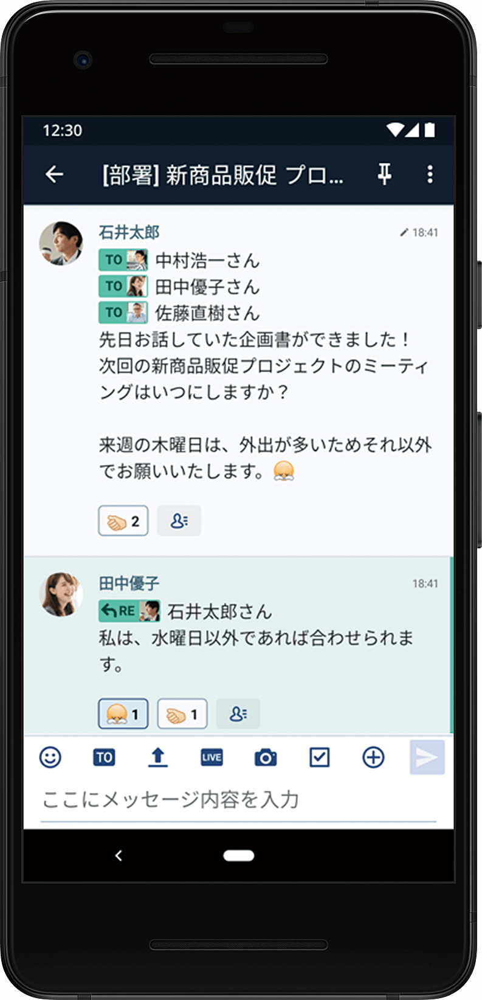 12:30
[部署] 新商品販促 プロ...
石井太郎 18:41
TO 中村浩一さん
TO 田中優子さん
TO 佐藤直樹さん
先日お話していた企画書ができました！
次回の新商品販促プロジェクトのミーティ
ングはいつにしますか？
来週の木曜日は、外出が多いためそれ以外
でお願いいたします。
2
田中優子 18:41
RE 石井太郎さん
私は、水曜日以外であれば合わせられま
す。
1 1
TO LIVE
ここにメッセージ内容を入力